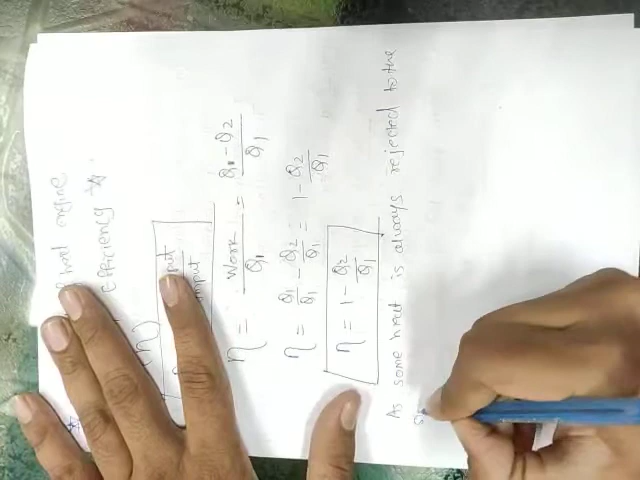 heat engine
Efficiency
(η)
put
input
η = Work / Q1 = Q1 - Q2 / Q1
η = Q1/Q1 - Q2/Q1 = 1 - Q2/Q1
η = 1 - Q2/Q1
As some heat is always rejected to the